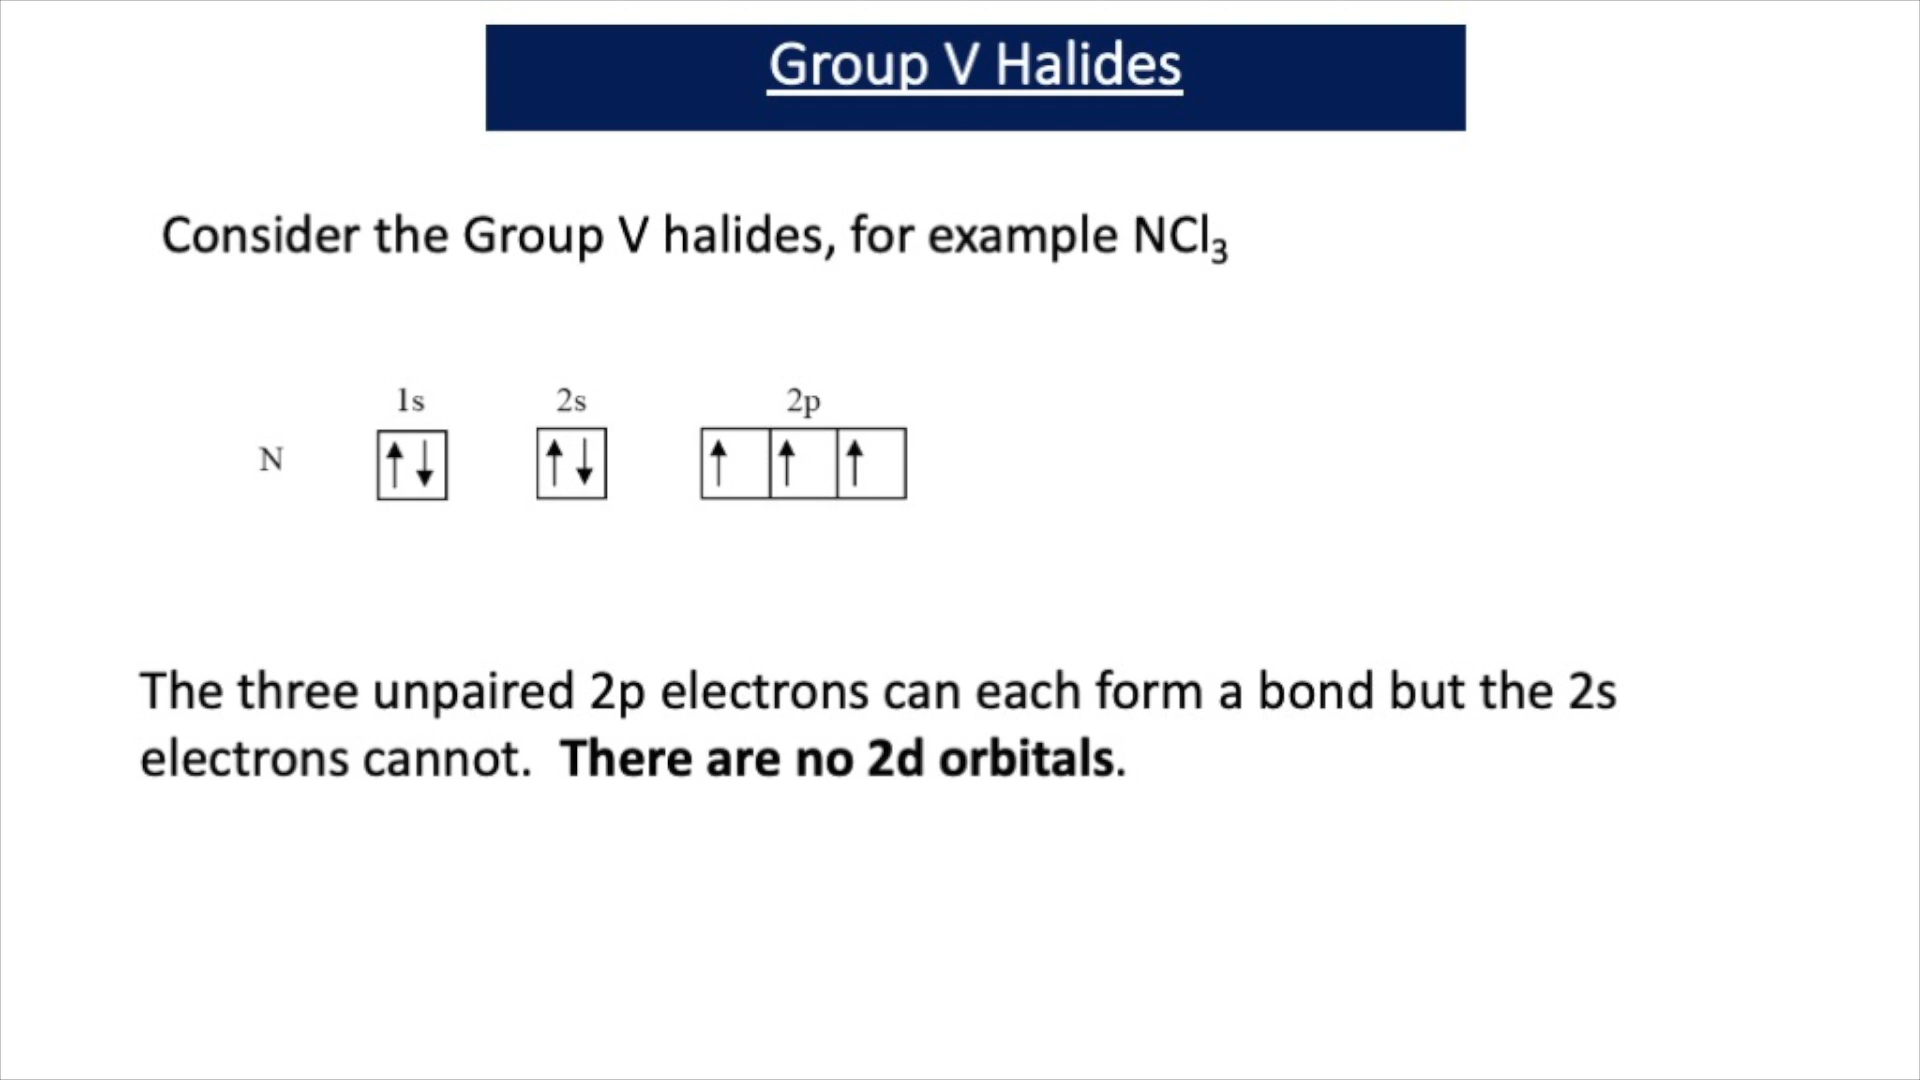 Group V Halides
Consider the Group V halides, for example NCl₃
1s 2s 2p
N
The three unpaired 2p electrons can each form a bond but the 2s
electrons cannot. There are no 2d orbitals.